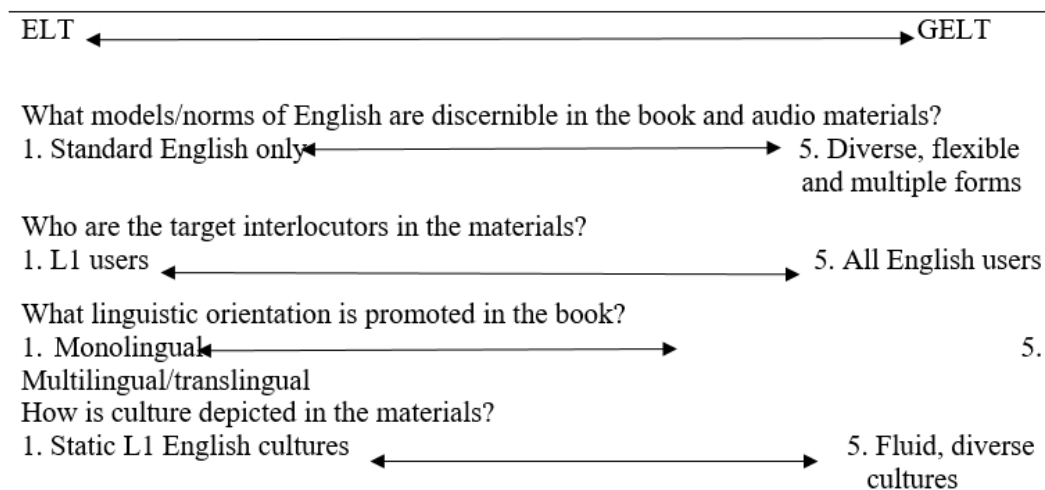 ELT GELT
What models/norms of English are discernible in the book and audio materials?
1. Standard English only 5. Diverse, flexible
and multiple forms
Who are the target interlocutors in the materials?
1. L1 users 5. All English users
What linguistic orientation is promoted in the book?
1. Monolingual 5.
Multilingual/translingual
How is culture depicted in the materials?
1. Static L1 English cultures 5. Fluid, diverse
cultures